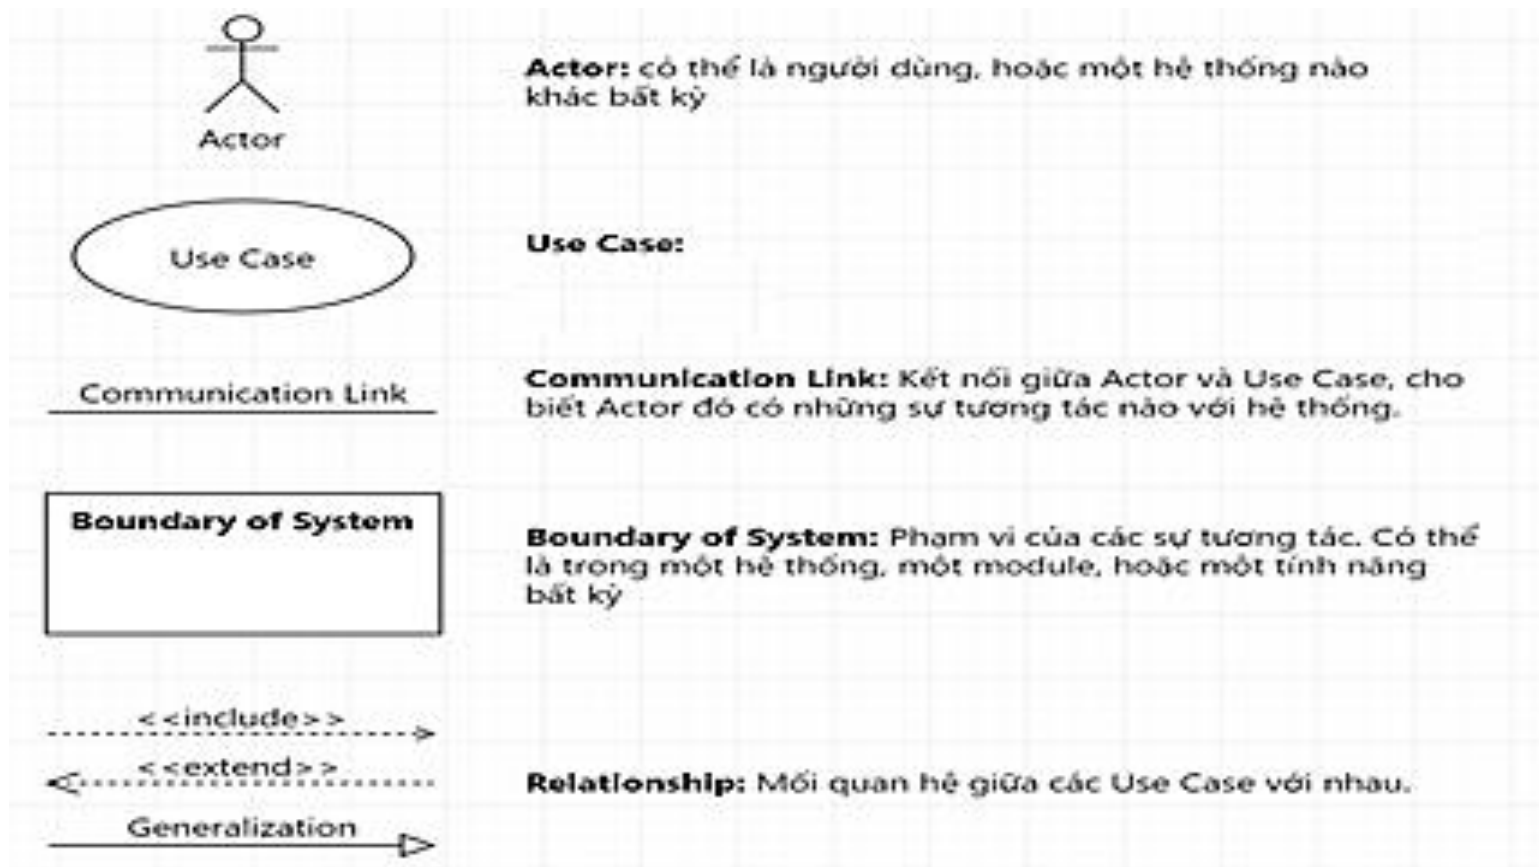 Actor
Actor: có thể là người dùng, hoặc một hệ thống nào
khác bất kỳ
Use Case
Use Case:
Communication Link
Communication Link: Kết nối giữa Actor và Use Case, cho
biết Actor đó có những sự tương tác nào với hệ thống.
Boundary of System
Boundary of System: Phạm vi của các sự tương tác. Có thể
là trong một hệ thống, một module, hoặc một tính năng
bất kỳ
<<include>>
<<extend>>
Generalization
Relationship: Mối quan hệ giữa các Use Case với nhau.